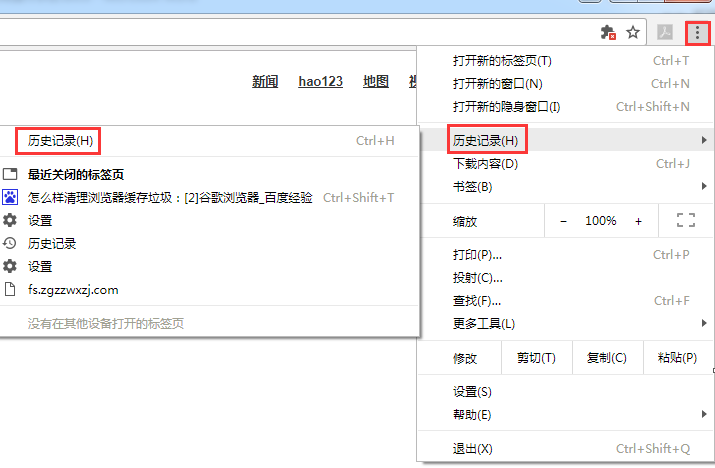 新闻 hao123 地图
打开新的标签页(T) Ctrl+T
打开新的窗口(N) Ctrl+N
打开新的隐身窗口(I) Ctrl+Shift+N
历史记录(H)
下载内容(D) Ctrl+J
书签(B)
缩放 − 100% +
打印(P)... Ctrl+P
投射(C)...
查找(F)... Ctrl+F
更多工具(L)
修改 剪切(T) 复制(C) 粘贴(P)
设置(S)
帮助(E)
退出(X) Ctrl+Shift+Q
历史记录(H) Ctrl+H
最近关闭的标签页
怎么样清理浏览器缓存垃圾：[2]谷歌浏览器_百度经验 Ctrl+Shift+T
设置
历史记录
设置
fs.zgzzwxzj.com
没有在其他设备打开的标签页